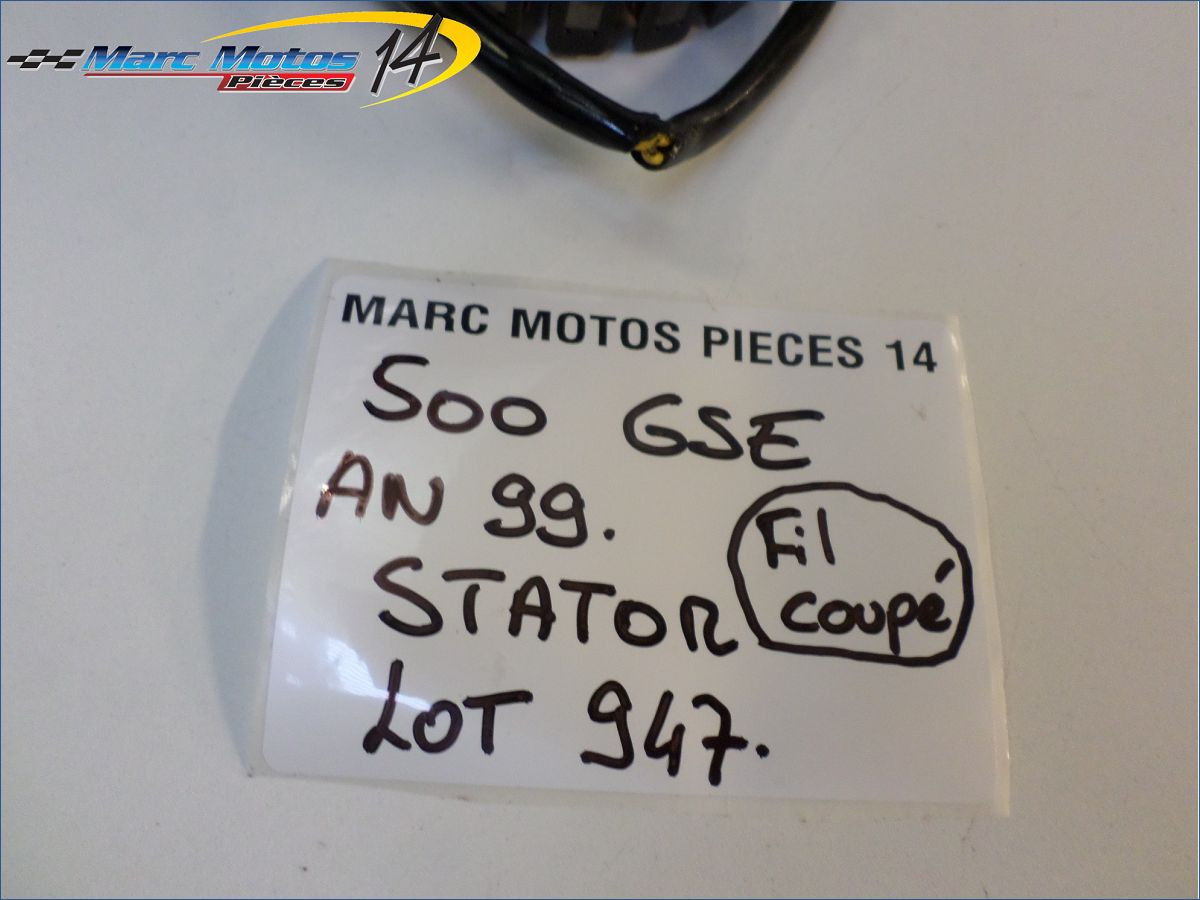 Marc Motos 14
Pièces
MARC MOTOS PIECES 14
500 GSE
AN 99.
Fil
coupé
STATOR
LOT 947.